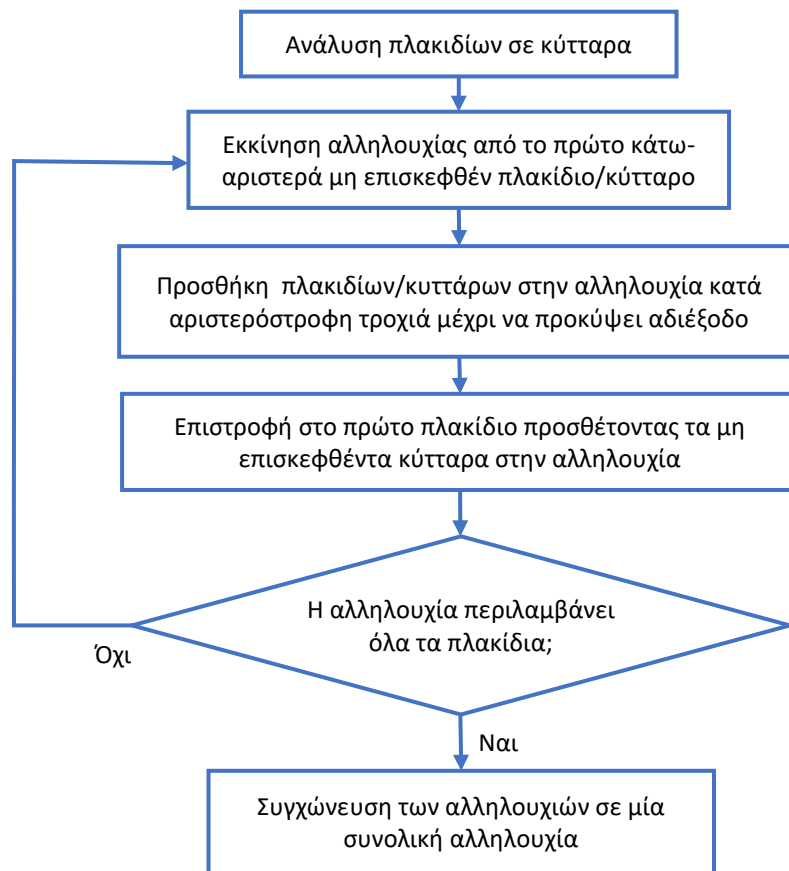 Ανάλυση πλακιδίων σε κύτταρα
Εκκίνηση αλληλουχίας από το πρώτο κάτω-
αριστερά μη επισκεφθέν πλακίδιο/κύτταρο
Προσθήκη  πλακιδίων/κυττάρων στην αλληλουχία κατά
αριστερόστροφη τροχιά μέχρι να προκύψει αδιέξοδο
Επιστροφή στο πρώτο πλακίδιο προσθέτοντας τα μη
επισκεφθέντα κύτταρα στην αλληλουχία
Η αλληλουχία περιλαμβάνει
όλα τα πλακίδια;
Όχι
Ναι
Συγχώνευση των αλληλουχιών σε μία
συνολική αλληλουχία